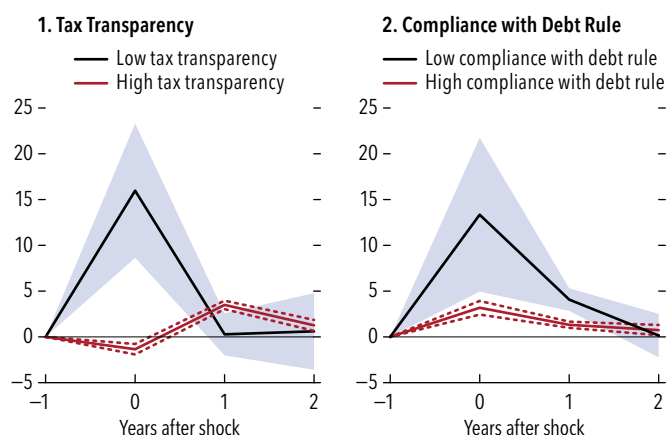 1. Tax Transparency
Low tax transparency
High tax transparency
25
20
15
10
5
0
–5
–1 0 1 2
Years after shock
2. Compliance with Debt Rule
Low compliance with debt rule
High compliance with debt rule
25
20
15
10
5
0
–5
–1 0 1 2
Years after shock